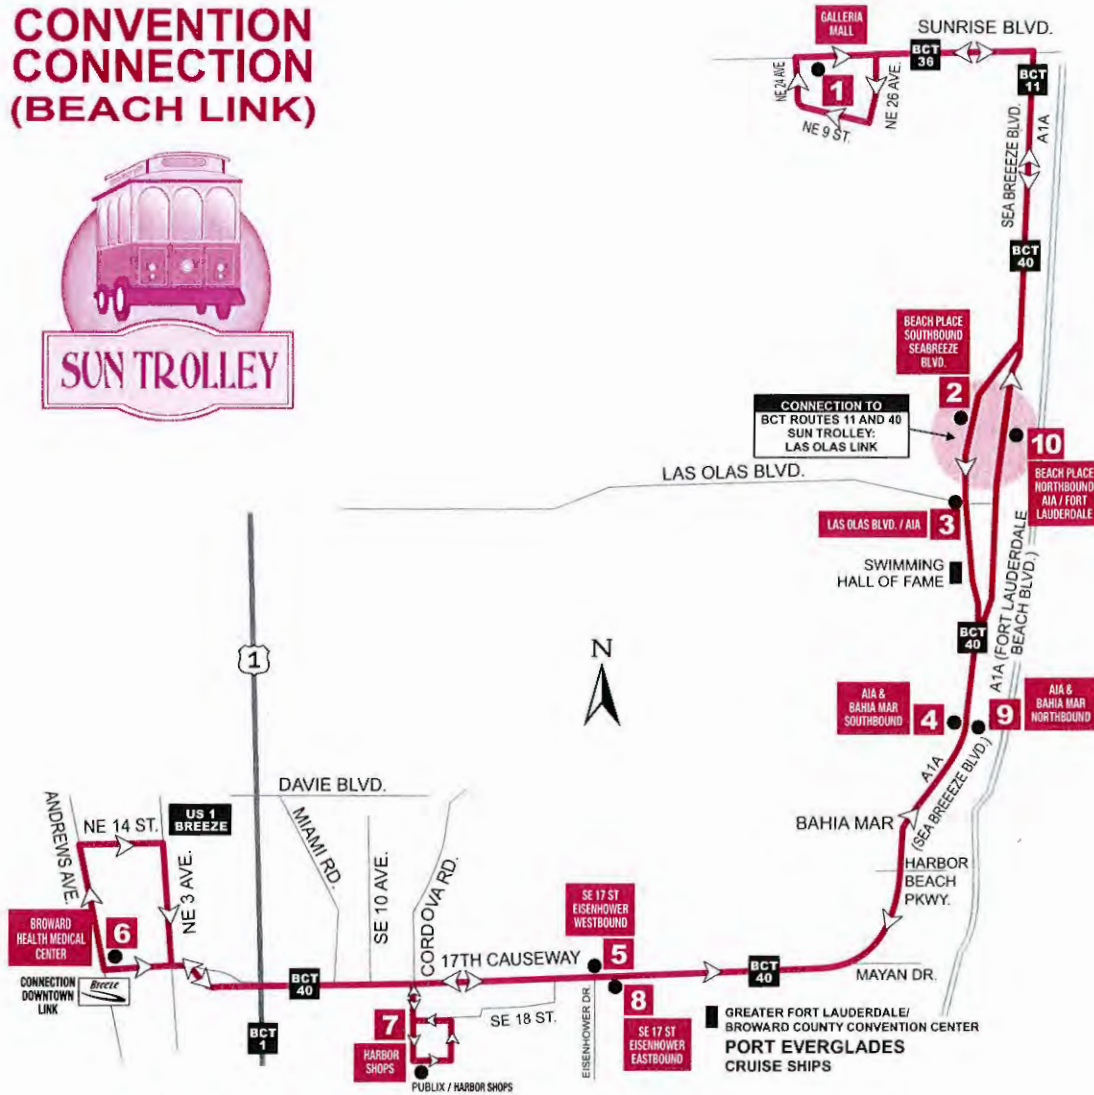 CONVENTION
CONNECTION
(BEACH LINK)
SUN TROLLEY
GALLERIA
MALL
SUNRISE BLVD.
BCT
36
BCT
11
NE 24 AVE.
1
NE 26 AVE.
NE 9 ST.
SEA BREEEZE BLVD.
A1A
BCT
40
BEACH PLACE
SOUTHBOUND
SEABREEZE
BLVD.
2
CONNECTION TO
BCT ROUTES 11 AND 40
SUN TROLLEY:
LAS OLAS LINK
10
BEACH PLACE
NORTHBOUND
AIA / FORT
LAUDERDALE
LAS OLAS BLVD.
LAS OLAS BLVD. / AIA
3
SWIMMING
HALL OF FAME
A1A (FORT LAUDERDALE
BEACH BLVD.)
BCT
40
1
N
AIA &
BAHIA MAR
SOUTHBOUND
4
9
AIA &
BAHIA MAR
NORTHBOUND
A1A
(SEA BREEEZE BLVD.)
BAHIA MAR
HARBOR
BEACH
PKWY.
MAYAN DR.
DAVIE BLVD.
ANDREWS AVE.
NE 14 ST.
US 1
BREEZE
NE 3 AVE.
MIAMI RD.
SE 10 AVE.
CORDOVA RD.
BROWARD
HEALTH MEDICAL
CENTER
6
CONNECTION
DOWNTOWN
LINK
Breeze
BCT
40
17TH CAUSEWAY
SE 17 ST
EISENHOWER
WESTBOUND
5
BCT
40
BCT
1
7
HARBOR
SHOPS
SE 18 ST.
PUBLIX / HARBOR SHOPS
EISENHOWER DR.
8
SE 17 ST
EISENHOWER
EASTBOUND
GREATER FORT LAUDERDALE/
BROWARD COUNTY CONVENTION CENTER
PORT EVERGLADES
CRUISE SHIPS